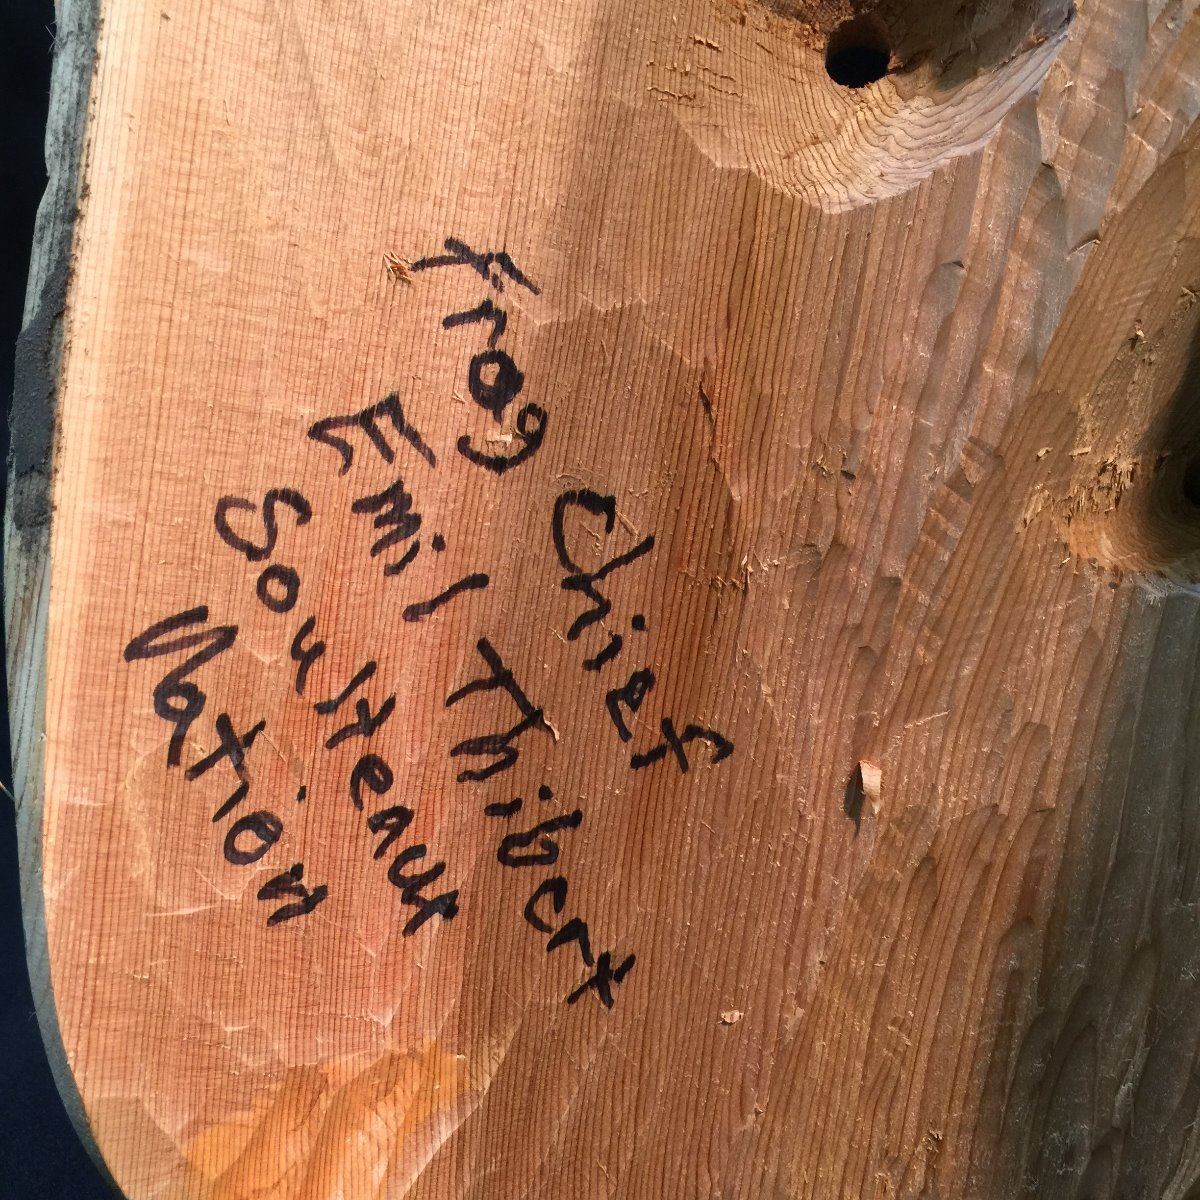 frog Chief
Emil Thibert
Soulteaux
Nation